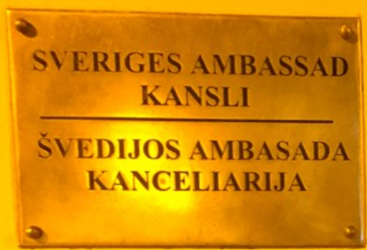 SVERIGES AMBASSAD
KANSLI
ŠVEDIJOS AMBASADA
KANCELIARIJA